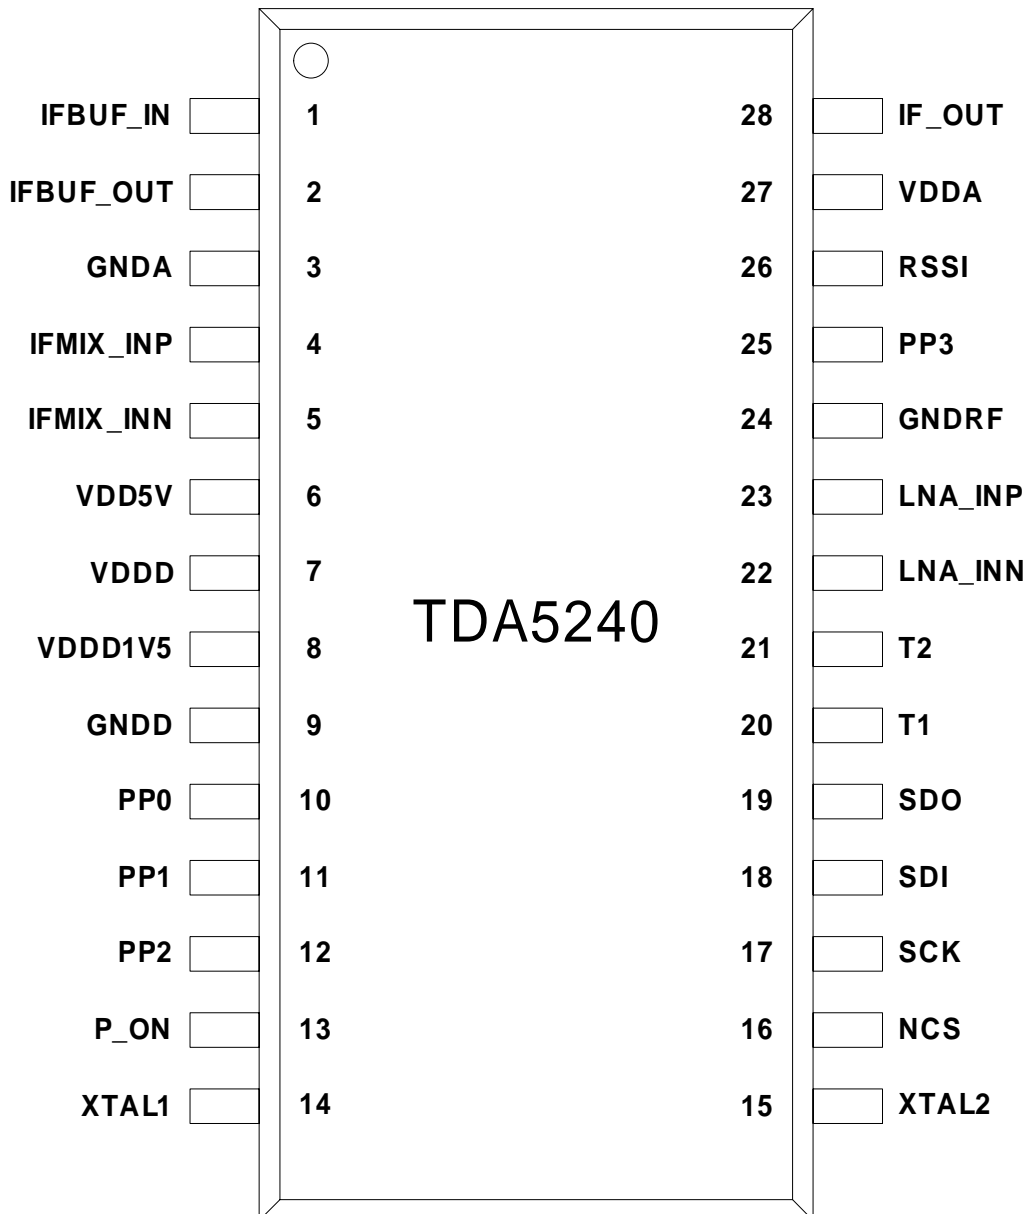 IFBUF_IN 1 28 IF_OUT
IFBUF_OUT 2 27 VDDA
GNDA 3 26 RSSI
IFMIX_INP 4 25 PP3
IFMIX_INN 5 24 GNDRF
VDD5V 6 23 LNA_INP
VDDD 7 22 LNA_INN
TDA5240
VDDD1V5 8 21 T2
GNDD 9 20 T1
PP0 10 19 SDO
PP1 11 18 SDI
PP2 12 17 SCK
P_ON 13 16 NCS
XTAL1 14 15 XTAL2